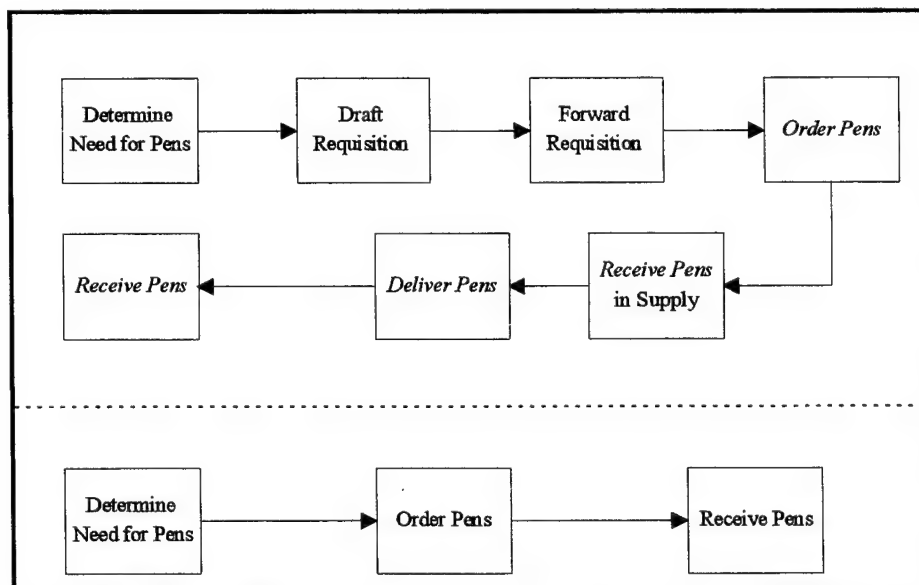 Determine
Need for Pens
Draft
Requisition
Forward
Requisition
Order Pens
Receive Pens
Deliver Pens
Receive Pens
in Supply
Determine
Need for Pens
Order Pens
Receive Pens